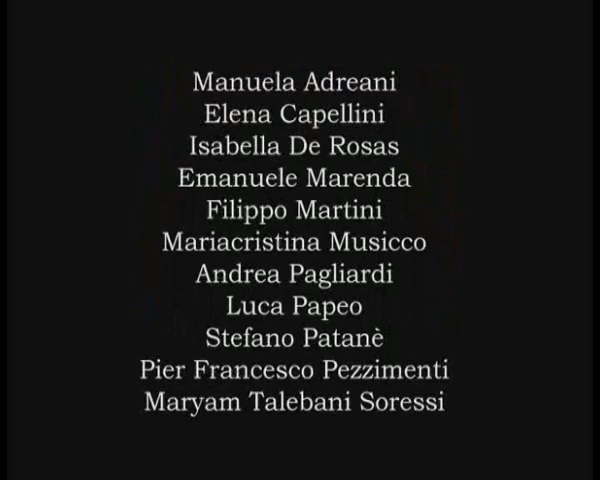 Manuela Adreani
Elena Capellini
Isabella De Rosas
Emanuele Marenda
Filippo Martini
Mariacristina Musicco
Andrea Pagliardi
Luca Papeo
Stefano Patanè
Pier Francesco Pezzimenti
Maryam Talebani Soressi